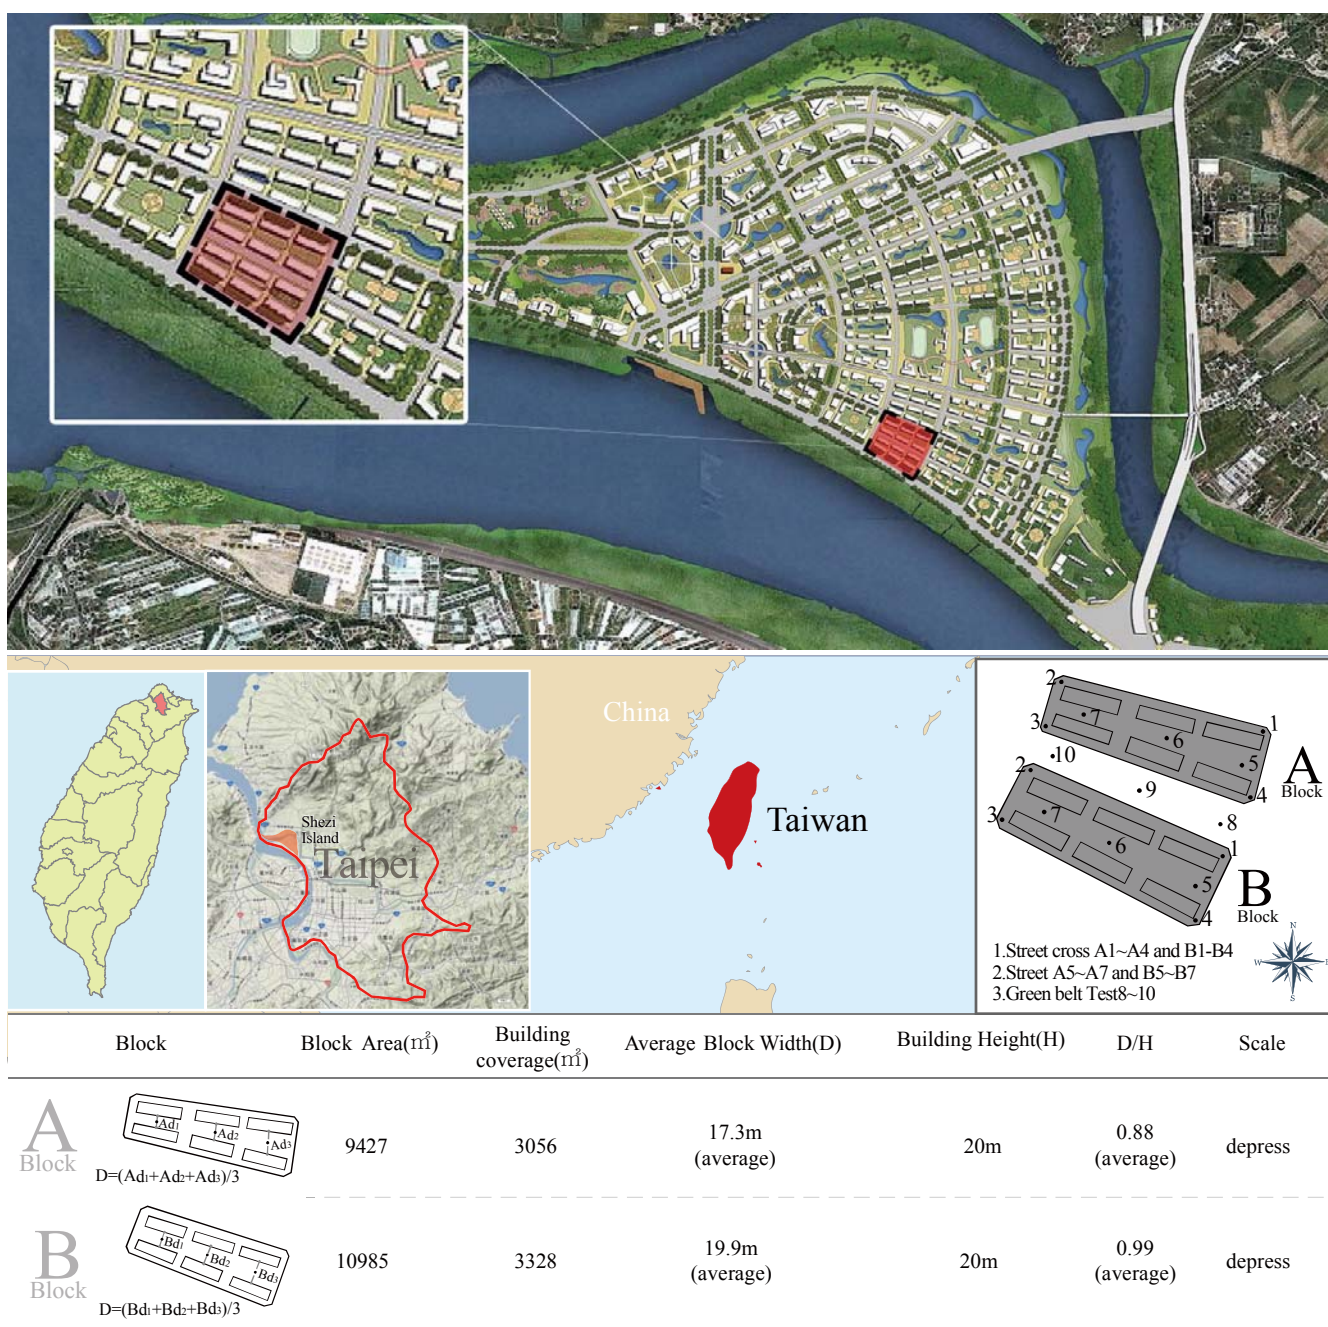 China
Taiwan
Shezi
Island
Taipei
2
1
3
7
6
5
4
10
A
Block
2
9
8
3
7
6
1
5
4
B
Block
1.Street cross A1~A4 and B1-B4
2.Street A5~A7 and B5~B7
3.Green belt Test8~10
N
W
E
S
Block
Block Area(㎡)
Building coverage(㎡)
Average Block Width(D)
Building Height(H)
D/H
Scale
A
Block
Ad1
Ad2
Ad3
D=(Ad1+Ad2+Ad3)/3
9427
3056
17.3m
(average)
20m
0.88
(average)
depress
B
Block
Bd1
Bd2
Bd3
D=(Bd1+Bd2+Bd3)/3
10985
3328
19.9m
(average)
20m
0.99
(average)
depress